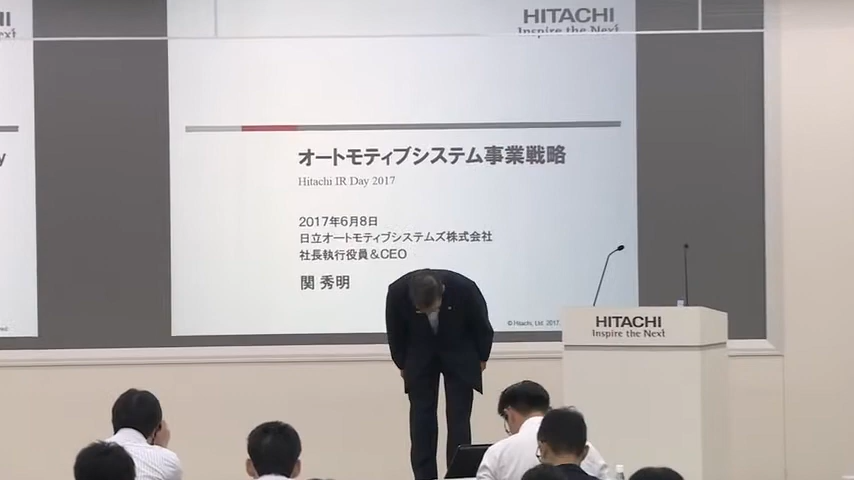 HITACHI
Inspire the Next
オートモティブシステム事業戦略
Hitachi IR Day 2017
2017年6月8日
日立オートモティブシステムズ株式会社
社長執行役員&CEO
関 秀明
© Hitachi, Ltd. 2017.
HITACHI
Inspire the Next